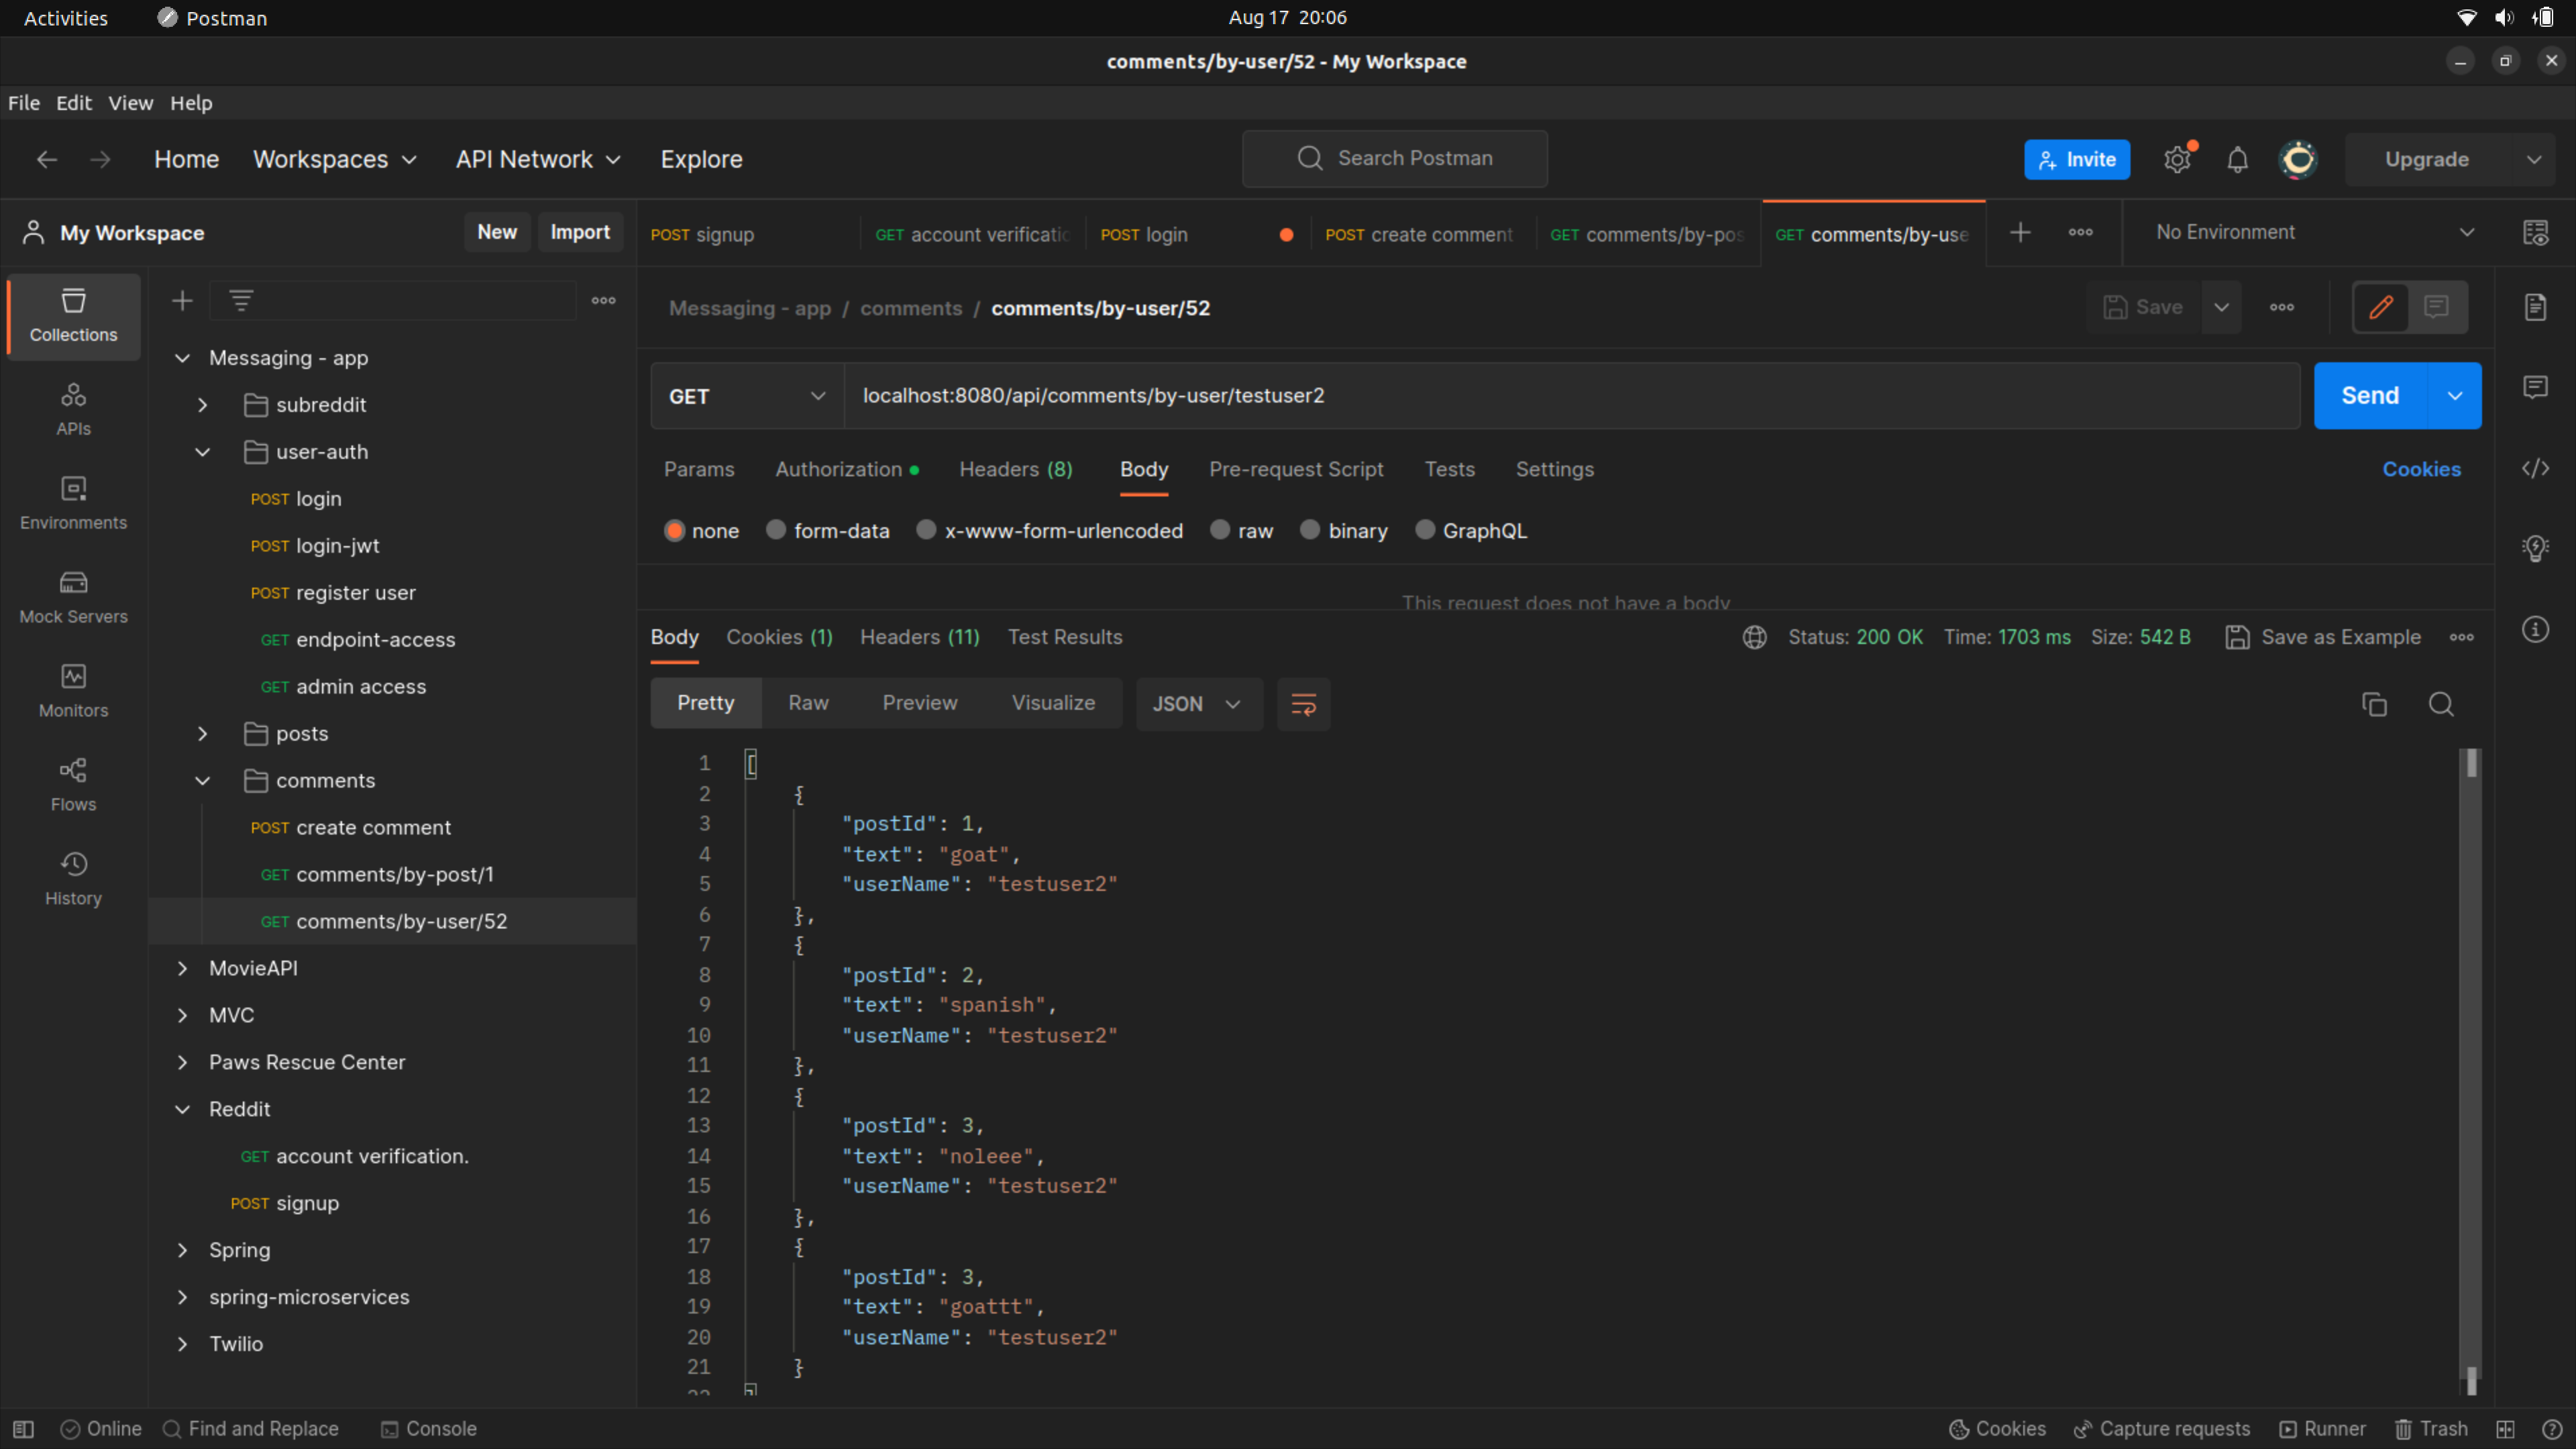 Activities Postman Aug 17 20:06
comments/by-user/52 - My Workspace
File Edit View Help
Home Workspaces API Network Explore Search Postman Invite Upgrade
My Workspace New Import POST signup GET account verificatio POST login POST create comment GET comments/by-pos GET comments/by-use No Environment
Collections
APIs
Environments
Mock Servers
Monitors
Flows
History
Messaging - app
subreddit
user-auth
POST login
POST login-jwt
POST register user
GET endpoint-access
GET admin access
posts
comments
POST create comment
GET comments/by-post/1
GET comments/by-user/52
MovieAPI
MVC
Paws Rescue Center
Reddit
GET account verification.
POST signup
Spring
spring-microservices
Twilio
Messaging - app / comments / comments/by-user/52 Save
GET localhost:8080/api/comments/by-user/testuser2 Send
Params Authorization Headers (8) Body Pre-request Script Tests Settings Cookies
none form-data x-www-form-urlencoded raw binary GraphQL
This request does not have a body
Body Cookies (1) Headers (11) Test Results Status: 200 OK Time: 1703 ms Size: 542 B Save as Example
Pretty Raw Preview Visualize JSON
1 [
2 {
3 "postId": 1,
4 "text": "goat",
5 "userName": "testuser2"
6 },
7 {
8 "postId": 2,
9 "text": "spanish",
10 "userName": "testuser2"
11 },
12 {
13 "postId": 3,
14 "text": "noleee",
15 "userName": "testuser2"
16 },
17 {
18 "postId": 3,
19 "text": "goattt",
20 "userName": "testuser2"
21 }
22 ]
Online Find and Replace Console Cookies Capture requests Runner Trash